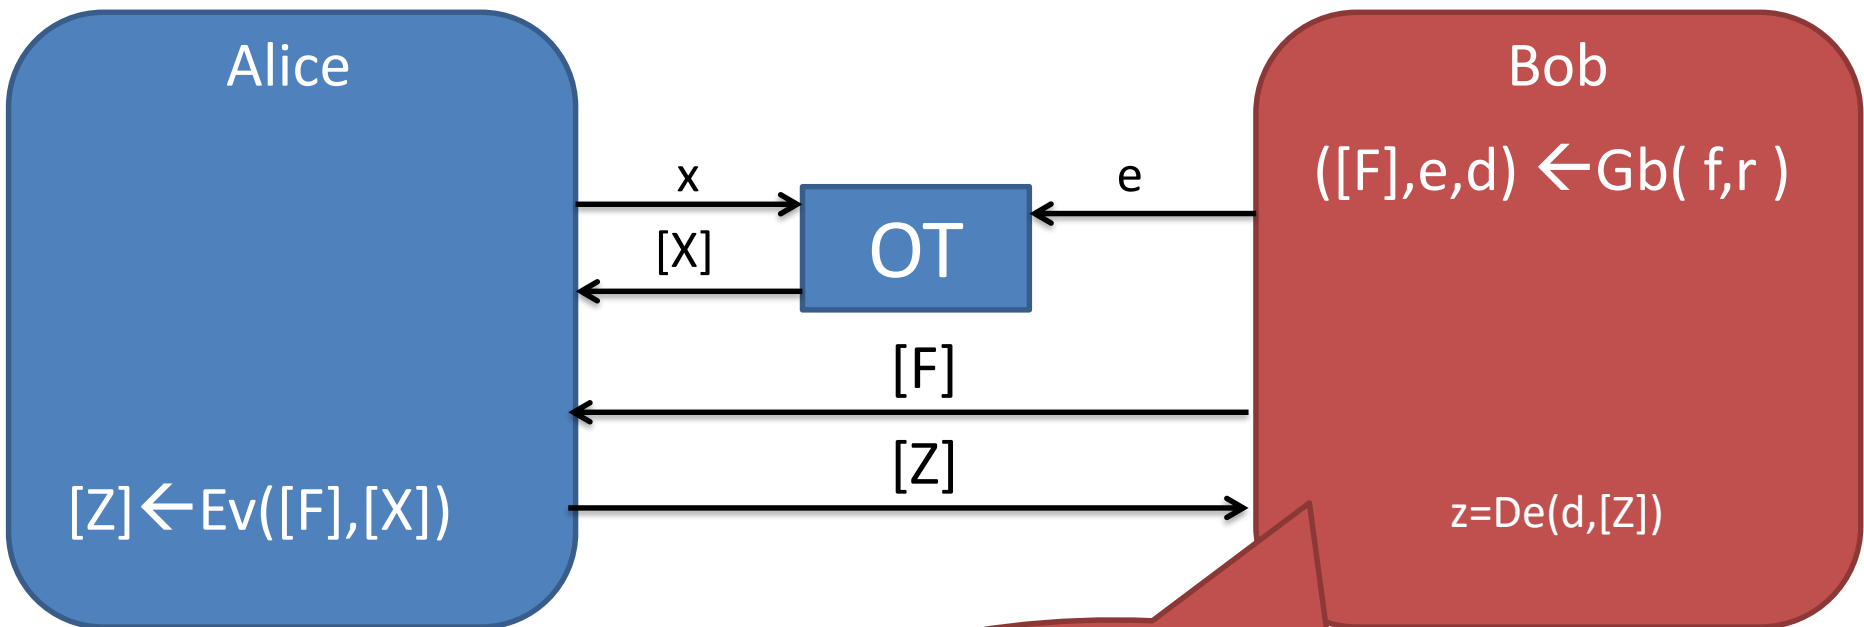 Alice
Bob
([F],e,d) ←Gb( f,r )
x
e
[X]
OT
[F]
[Z]
[Z]←Ev([F],[X])
z=De(d,[Z])